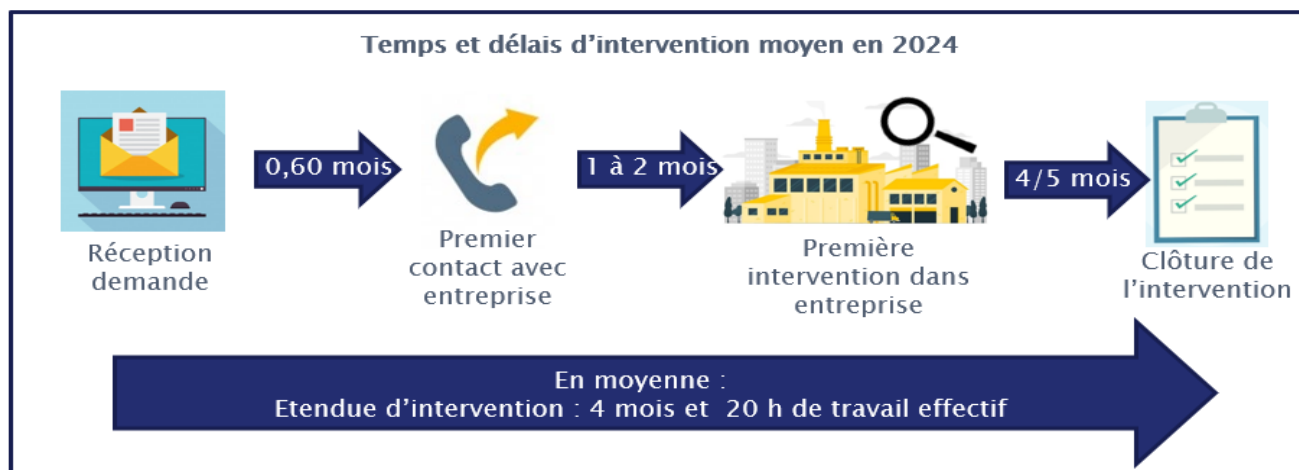 Temps et délais d'intervention moyen en 2024
0,60 mois
1 à 2 mois
4/5 mois
Réception
demande
Premier
contact avec
entreprise
Première
intervention dans
entreprise
Clôture de
l'intervention
En moyenne :
Etendue d'intervention : 4 mois et 20 h de travail effectif